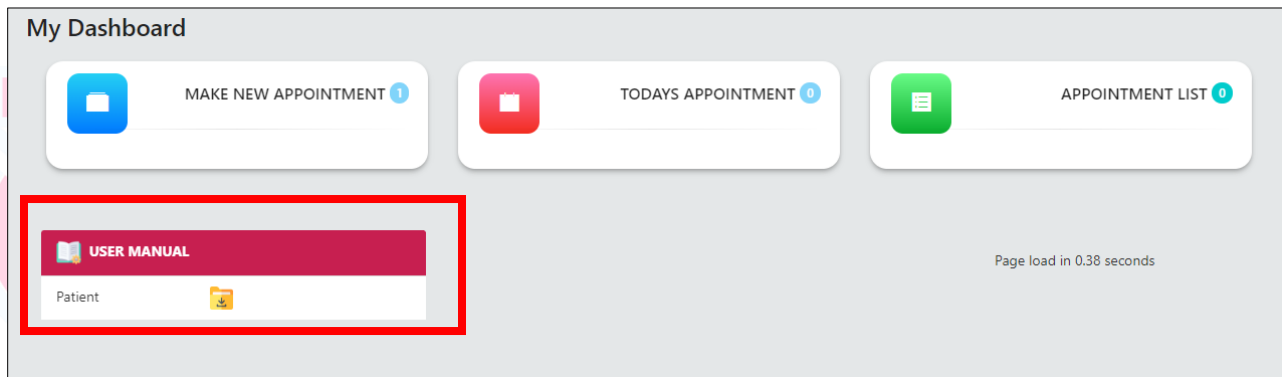 My Dashboard
MAKE NEW APPOINTMENT 1
TODAYS APPOINTMENT 0
APPOINTMENT LIST 0
USER MANUAL
Page load in 0.38 seconds
Patient